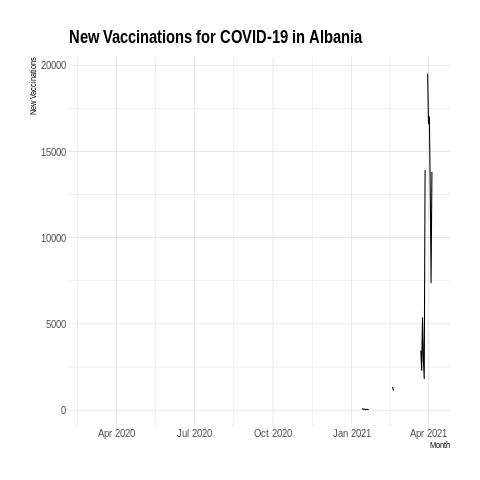 New Vaccinations for COVID-19 in Albania
New Vaccinations
20000
15000
10000
5000
0
Apr 2020
Jul 2020
Oct 2020
Jan 2021
Apr 2021
Month